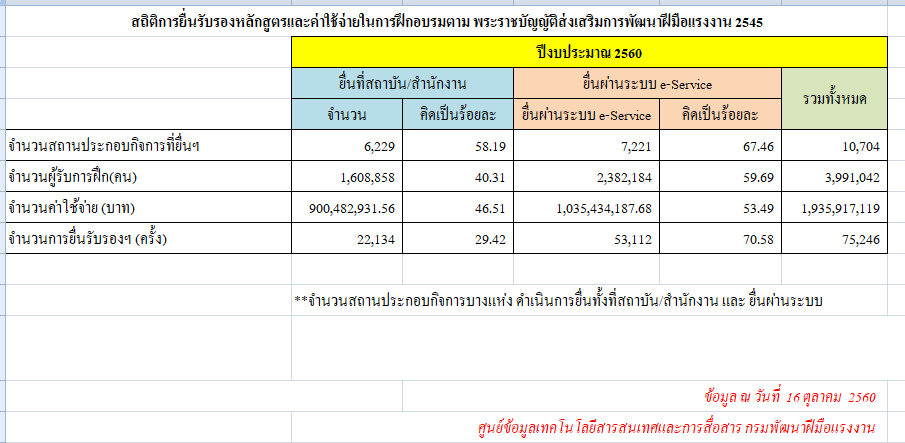 สถิติการยื่นรับรองหลักสูตรและค่าใช้จ่ายในการฝึกอบรมตาม พระราชบัญญัติส่งเสริมการพัฒนาฝีมือแรงงาน 2545
ปีงบประมาณ 2560
ยื่นที่สถาบัน/สำนักงาน ยื่นผ่านระบบ e-Service รวมทั้งหมด
จำนวน คิดเป็นร้อยละ ยื่นผ่านระบบ e-Service คิดเป็นร้อยละ
จำนวนสถานประกอบกิจการที่ยื่นฯ 6,229 58.19 7,221 67.46 10,704
จำนวนผู้รับการฝึก(คน) 1,608,858 40.31 2,382,184 59.69 3,991,042
จำนวนค่าใช้จ่าย (บาท) 900,482,931.56 46.51 1,035,434,187.68 53.49 1,935,917,119
จำนวนการยื่นรับรองฯ (ครั้ง) 22,134 29.42 53,112 70.58 75,246
**จำนวนสถานประกอบกิจการบางแห่ง ดำเนินการยื่นทั้งที่สถาบัน/สำนักงาน และ ยื่นผ่านระบบ
ข้อมูล ณ วันที่ 16 ตุลาคม 2560
ศูนย์ข้อมูลเทคโนโลยีสารสนเทศและการสื่อสาร กรมพัฒนาฝีมือแรงงาน